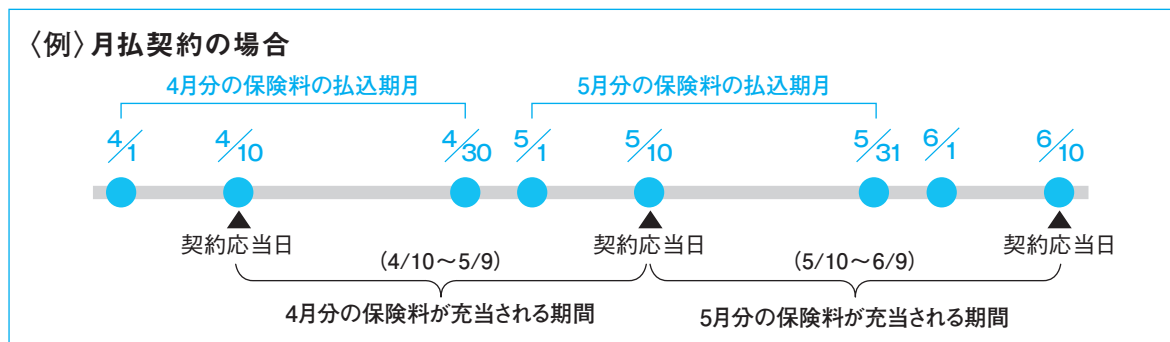 〈例〉月払契約の場合
4月分の保険料の払込期月 5月分の保険料の払込期月
4/1 4/10 4/30 5/1 5/10 5/31 6/1 6/10
契約応当日 契約応当日 契約応当日
(4/10〜5/9) (5/10〜6/9)
4月分の保険料が充当される期間 5月分の保険料が充当される期間